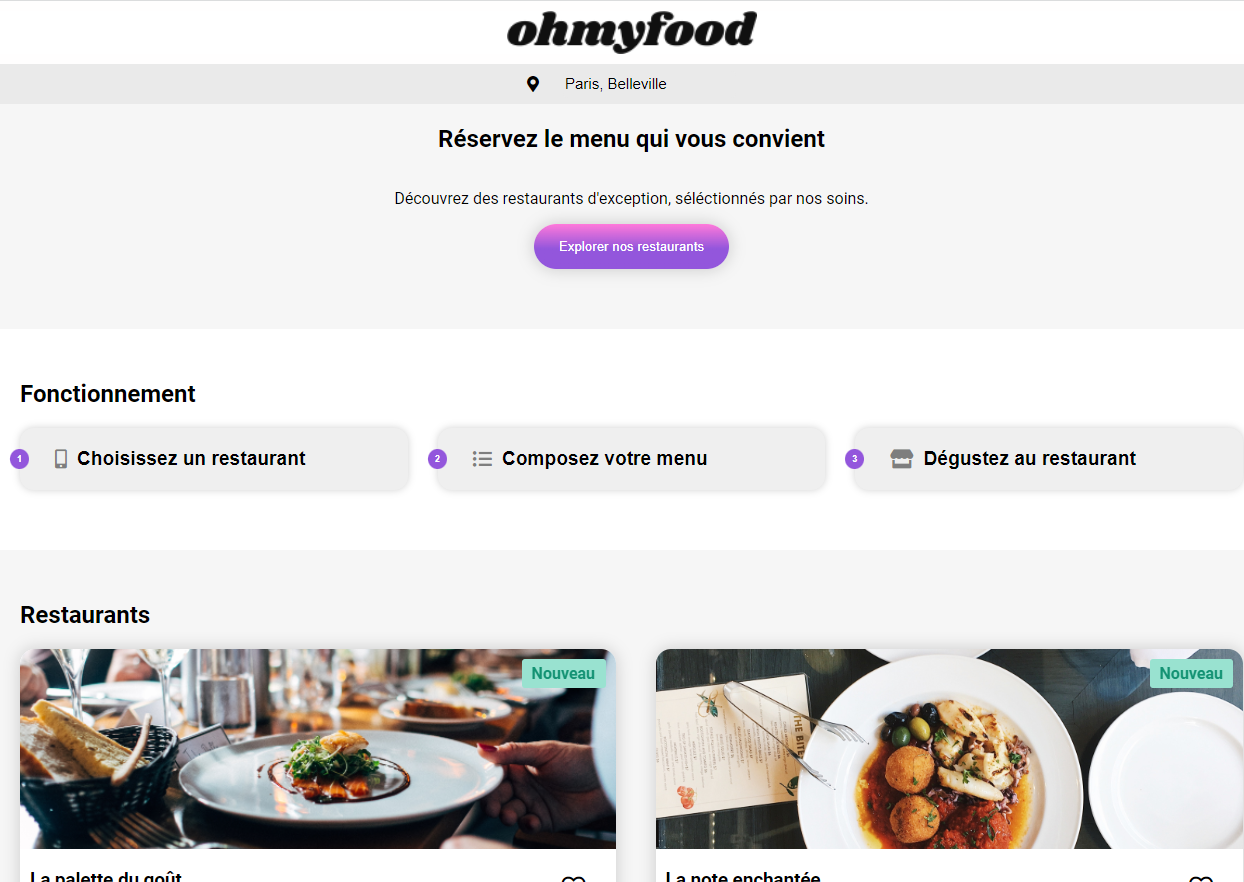 ohmyfood
Paris, Belleville
Réservez le menu qui vous convient
Découvrez des restaurants d'exception, séléctionnés par nos soins.
Explorer nos restaurants
Fonctionnement
1 Choisissez un restaurant
2 Composez votre menu
3 Dégustez au restaurant
Restaurants
Nouveau
Nouveau
THE BITE
La palette du goût
La note enchantée